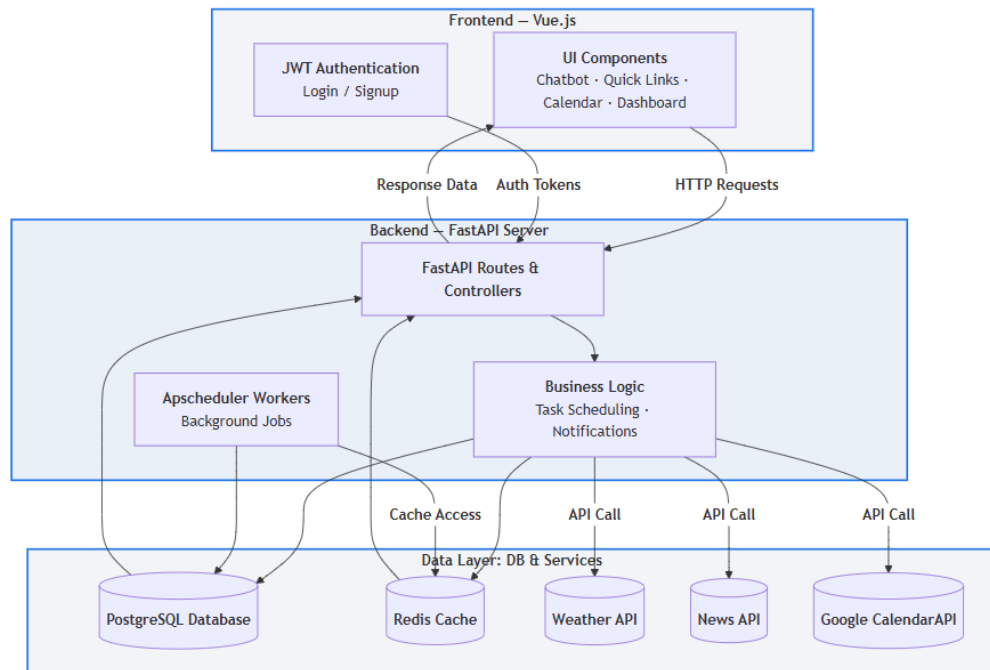 Frontend – Vue.js
JWT Authentication
Login / Signup
UI Components
Chatbot · Quick Links ·
Calendar · Dashboard
Response Data
Auth Tokens
HTTP Requests
Backend – FastAPI Server
FastAPI Routes &
Controllers
Apscheduler Workers
Background Jobs
Business Logic
Task Scheduling ·
Notifications
Cache Access
API Call
API Call
API Call
Data Layer: DB & Services
PostgreSQL Database
Redis Cache
Weather API
News API
Google CalendarAPI